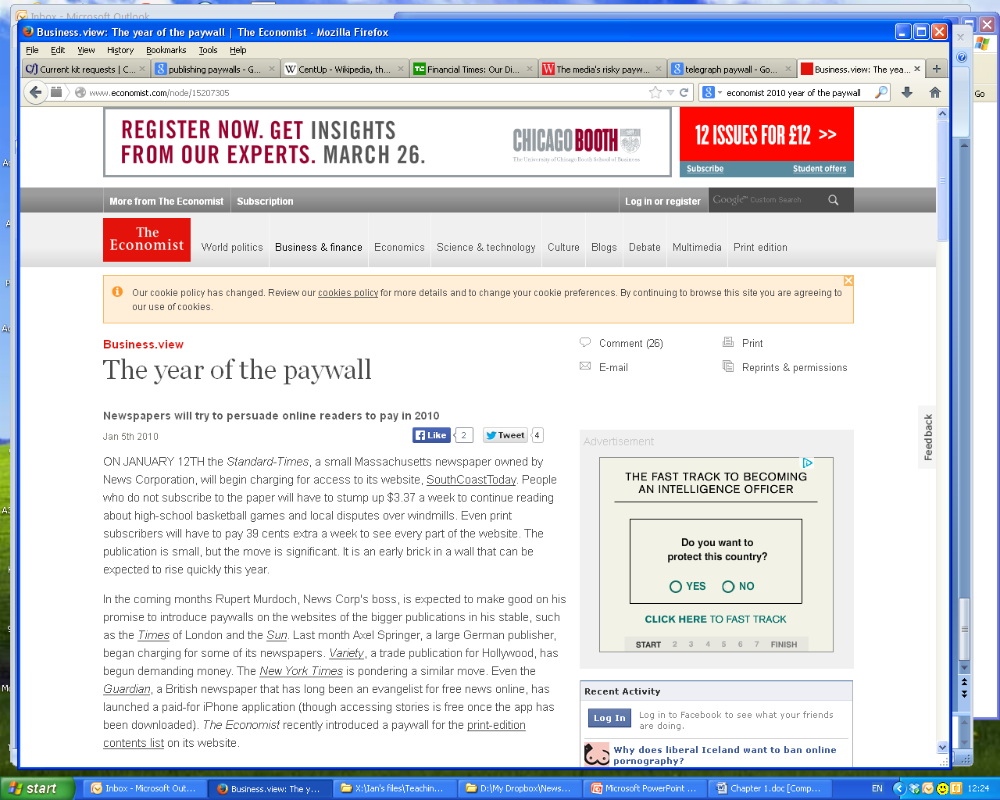 Inbox - Microsoft Outlook
Business.view: The year of the paywall | The Economist - Mozilla Firefox
File Edit View History Bookmarks Tools Help
Current kit requests | C... publishing paywalls - G... CentUp - Wikipedia, th... Financial Times: Our Di... The media's risky payw... telegraph paywall - Go... Business.view: The yea...
www.economist.com/node/15207305 economist 2010 year of the paywall
Go
REGISTER NOW. GET INSIGHTS
FROM OUR EXPERTS. MARCH 26.
CHICAGO BOOTH
The University of Chicago Booth School of Business
12 ISSUES FOR £12 >>
Subscribe Student offers
More from The Economist Subscription Log in or register Google™ Custom Search
The
Economist
World politics Business & finance Economics Science & technology Culture Blogs Debate Multimedia Print edition
Our cookie policy has changed. Review our cookies policy for more details and to change your cookie preferences. By continuing to browse this site you are agreeing to
our use of cookies.
Business.view
The year of the paywall
Comment (26) Print
E-mail Reprints & permissions
Newspapers will try to persuade online readers to pay in 2010
Jan 5th 2010
Like 2 Tweet 4
ON JANUARY 12TH the Standard-Times, a small Massachusetts newspaper owned by
News Corporation, will begin charging for access to its website, SouthCoastToday. People
who do not subscribe to the paper will have to stump up $3.37 a week to continue reading
about high-school basketball games and local disputes over windmills. Even print
subscribers will have to pay 39 cents extra a week to see every part of the website. The
publication is small, but the move is significant. It is an early brick in a wall that can be
expected to rise quickly this year.
In the coming months Rupert Murdoch, News Corp's boss, is expected to make good on his
promise to introduce paywalls on the websites of the bigger publications in his stable, such
as the Times of London and the Sun. Last month Axel Springer, a large German publisher,
began charging for some of its newspapers. Variety, a trade publication for Hollywood, has
begun demanding money. The New York Times is pondering a similar move. Even the
Guardian, a British newspaper that has long been an evangelist for free news online, has
launched a paid-for iPhone application (though accessing stories is free once the app has
been downloaded). The Economist recently introduced a paywall for the print-edition
contents list on its website.
Feedback
Advertisement
THE FAST TRACK TO BECOMING
AN INTELLIGENCE OFFICER
Do you want to
protect this country?
YES NO
CLICK HERE TO FAST TRACK
START 2 3 4 5 6 7 FINISH
Recent Activity
Log In
Log in to Facebook to see what your friends
are doing.
Why does liberal Iceland want to ban online
pornography?
start Inbox - Microsoft Out... Business.view: The y... X:\Ian's files\Teachin... D:\My Dropbox\News... Microsoft PowerPoint ... Chapter 1.doc [Comp... EN 12:24